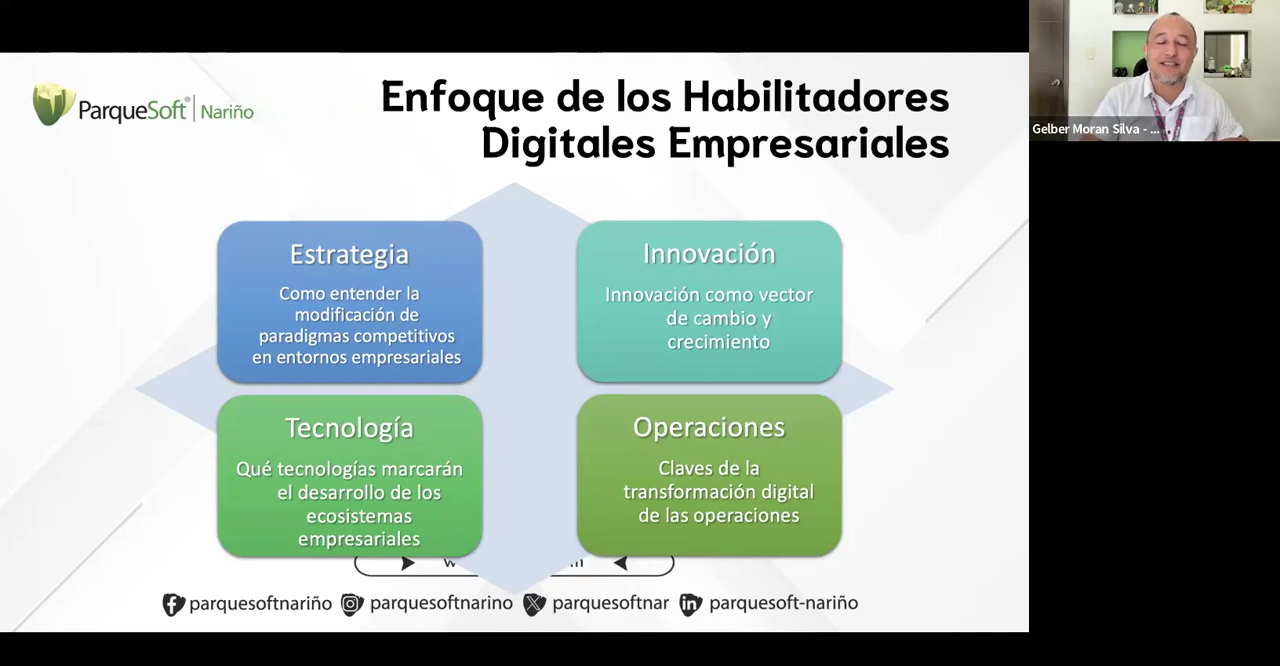 ParqueSoft® | Nariño
Enfoque de los Habilitadores
Digitales Empresariales
Gelber Moran Silva - ...
Estrategia
Como entender la
modificación de
paradigmas competitivos
en entornos empresariales
Innovación
Innovación como vector
de cambio y
crecimiento
Tecnología
Qué tecnologías marcarán
el desarrollo de los
ecosistemas
empresariales
Operaciones
Claves de la
transformación digital
de las operaciones
parquesoftnariño
parquesoftnarino
parquesoftnar
parquesoft-nariño